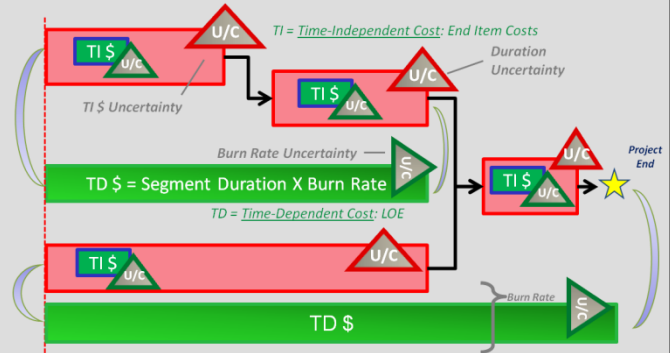 U/C
TI = Time-Independent Cost: End Item Costs
TI $
U/C
TI $ Uncertainty
Duration
Uncertainty
U/C
TI $
U/C
Burn Rate Uncertainty
U/C
TD $ = Segment Duration X Burn Rate
TD = Time-Dependent Cost: LOE
U/C
TI $
U/C
Project
End
TI $
U/C
U/C
Burn Rate
U/C
TD $